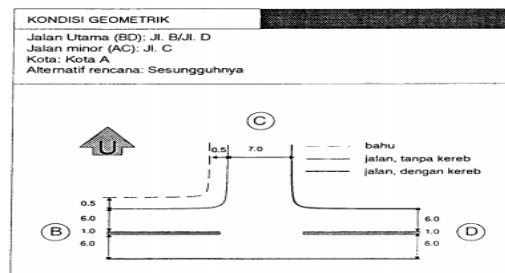 KONDISI GEOMETRIK
Jalan Utama (BD): Jl. B/Jl. D
Jalan minor (AC): Jl. C
Kota: Kota A
Alternatif rencana: Sesungguhnya
C
U
0.5 7.0
bahu
jalan, tanpa kereb
jalan, dengan kereb
0.5
6.0
1.0
6.0
B
6.0
1.0
6.0
D